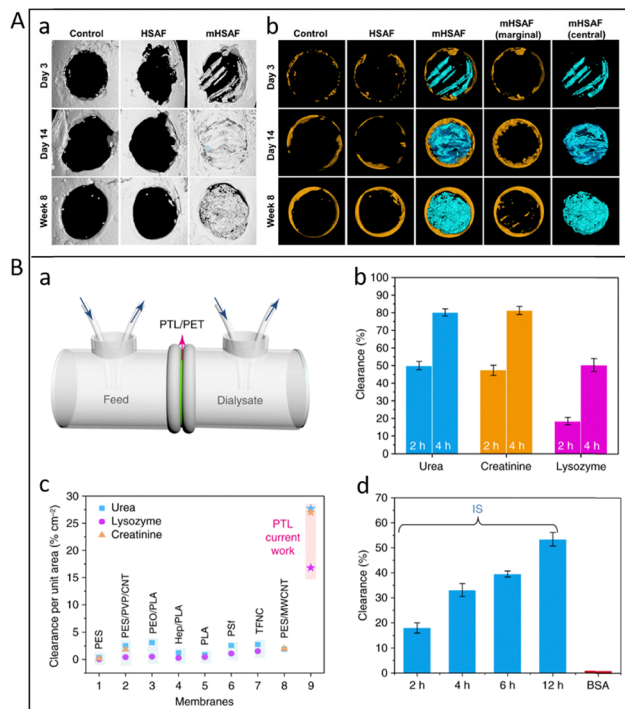 A
a
Control HSAF mHSAF
Day 3
Day 14
Week 8
b
Control HSAF mHSAF mHSAF (marginal) mHSAF (central)
Day 3
Day 14
Week 8
B
a
PTL/PET
Feed
Dialysate
b
Clearance (%)
100
90
80
70
60
50
40
30
20
10
0
2 h 4 h 2 h 4 h 2 h 4 h
Urea Creatinine Lysozyme
c
Clearance per unit area (% cm⁻²)
30
25
20
15
10
5
0
Urea
Lysozyme
Creatinine
PTL
current
work
PES
PES/PVP/CNT
PEO/PLA
Hep/PLA
PLA
PSf
TFNC
PES/MWCNT
1 2 3 4 5 6 7 8 9
Membranes
d
Clearance (%)
70
60
50
40
30
20
10
0
IS
2 h 4 h 6 h 12 h BSA